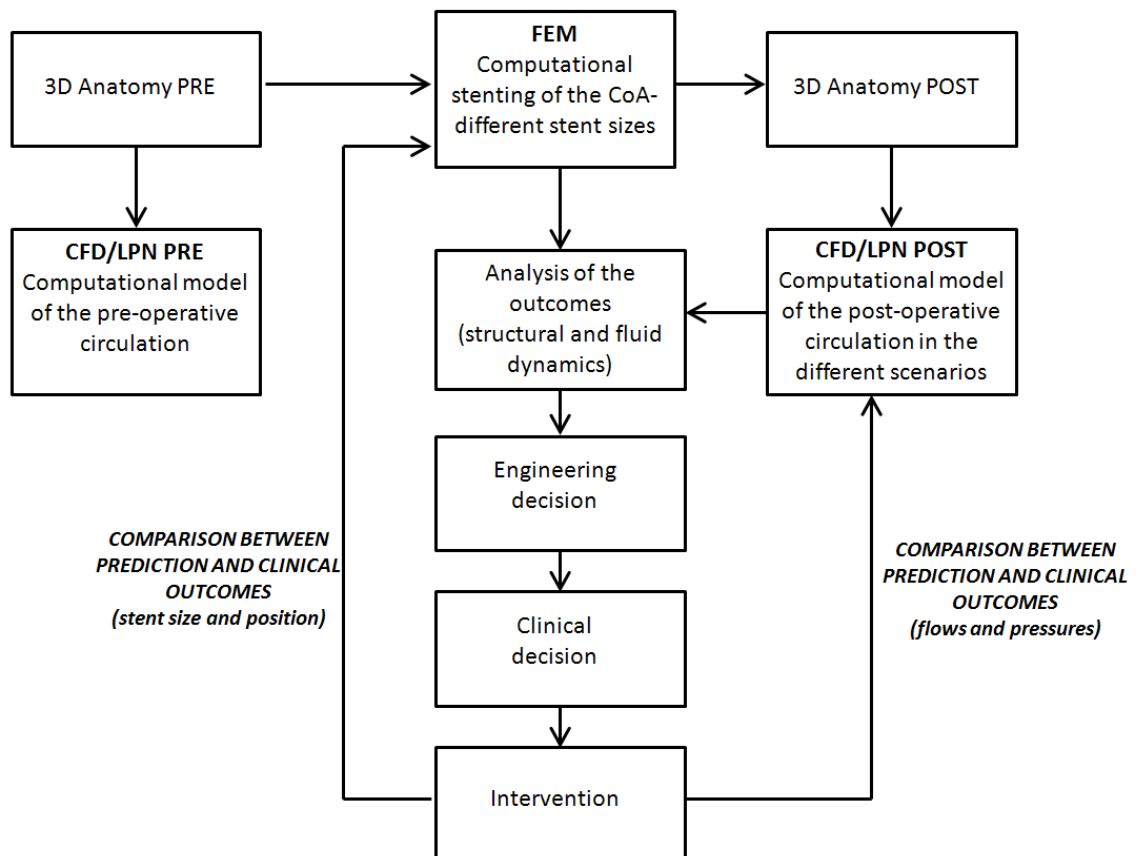 3D Anatomy PRE
FEM
Computational
stenting of the CoA-
different stent sizes
3D Anatomy POST
CFD/LPN PRE
Computational model
of the pre-operative
circulation
Analysis of the
outcomes
(structural and fluid
dynamics)
CFD/LPN POST
Computational model
of the post-operative
circulation in the
different scenarios
Engineering
decision
COMPARISON BETWEEN
PREDICTION AND CLINICAL
OUTCOMES
(stent size and position)
COMPARISON BETWEEN
PREDICTION AND CLINICAL
OUTCOMES
(flows and pressures)
Clinical
decision
Intervention